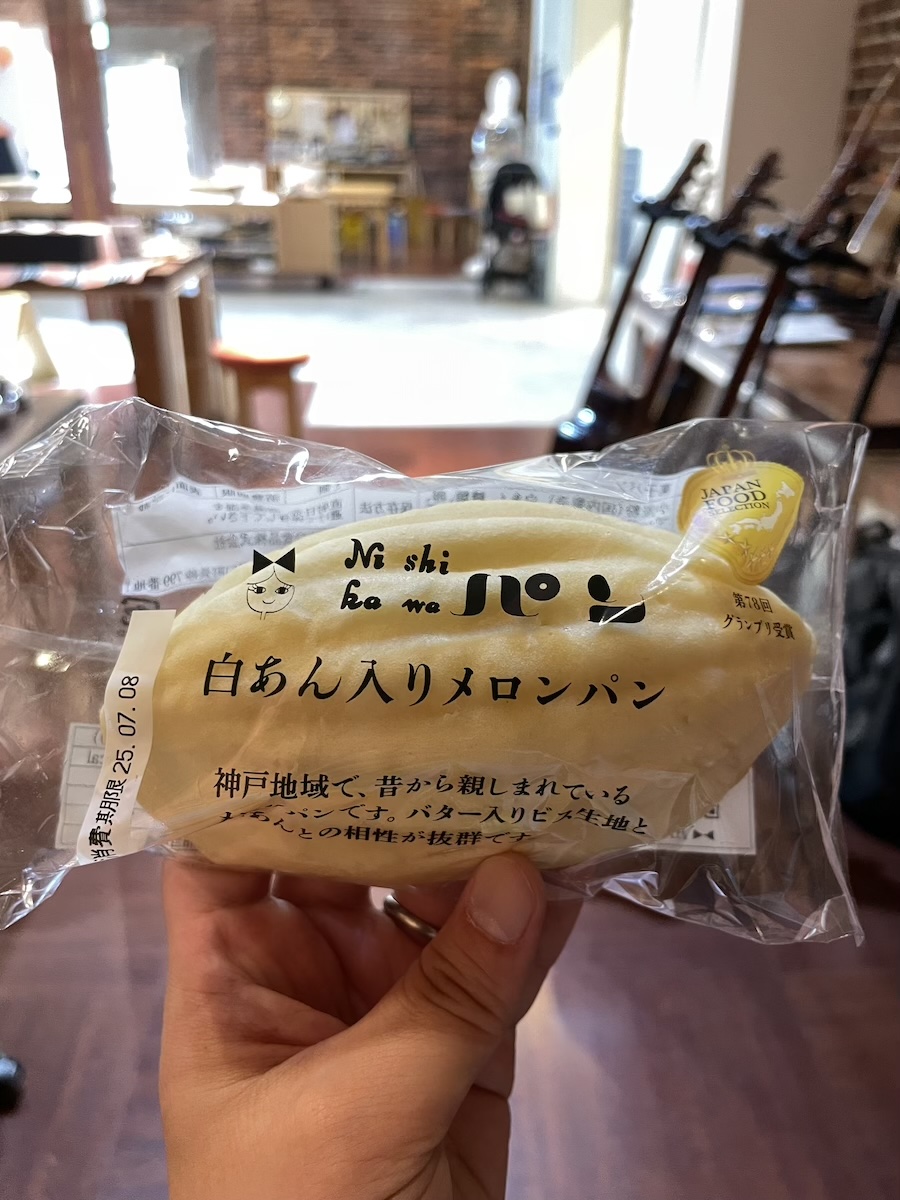 JAPAN
FOOD
SELECTION
Ni shi
ka wa パン
第78回
グランプリ受賞
白あん入りメロンパン
消費期限 25. 07. 08
神戸地域で、昔から親しまれている
パンです。バター入りビス生地と
あんとの相性が抜群です